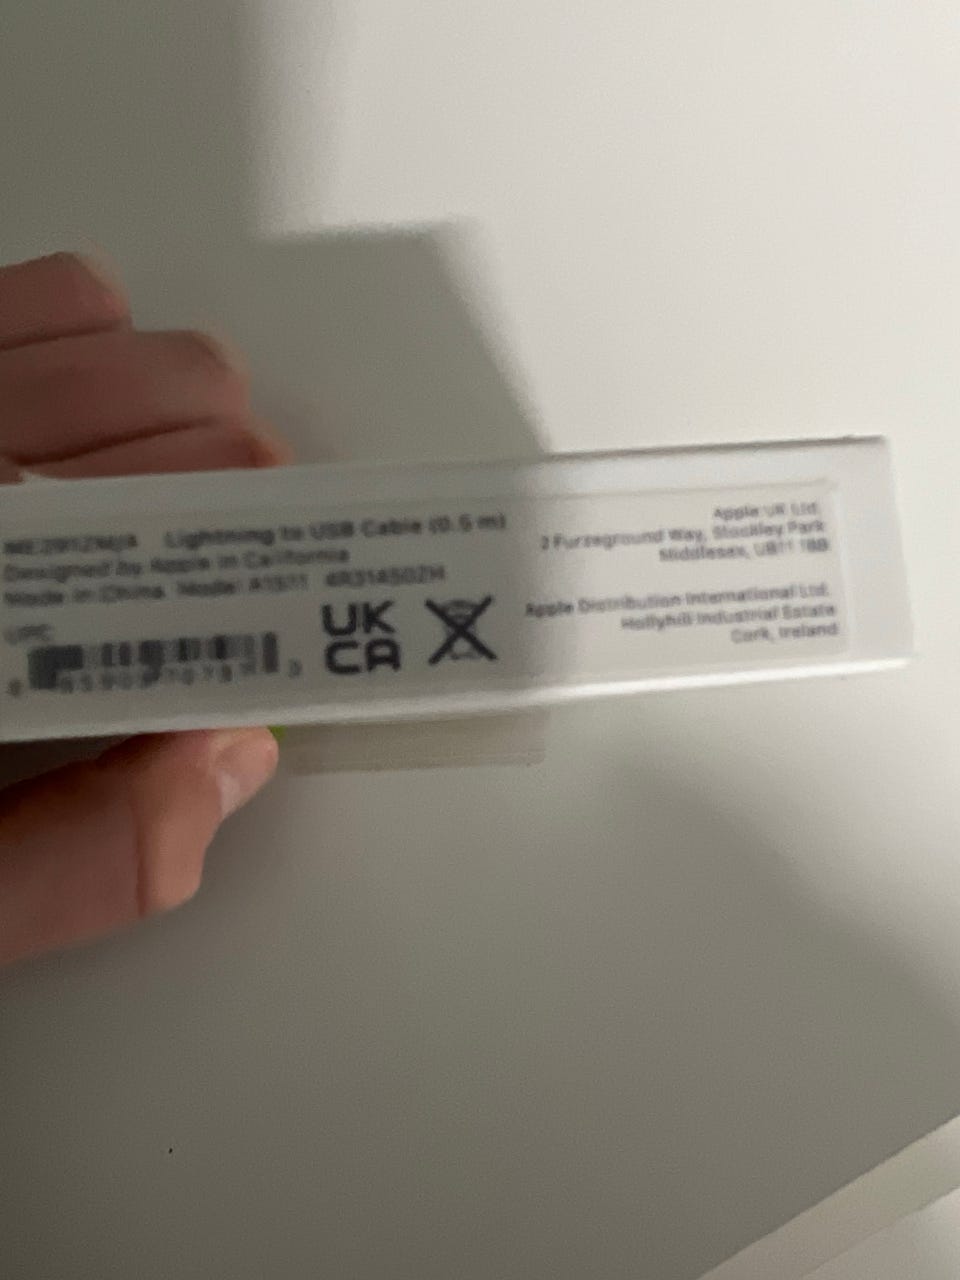 Lightning to USB Cable (0.5 m)
Designed by Apple in California
Made in China Model
UPC
UK
CA
Apple UK Ltd.
2 Furzeground Way, Stockley Park
Middlesex, UB11 1BB
Apple Distribution International Ltd.
Hollyhill Industrial Estate
Cork, Ireland